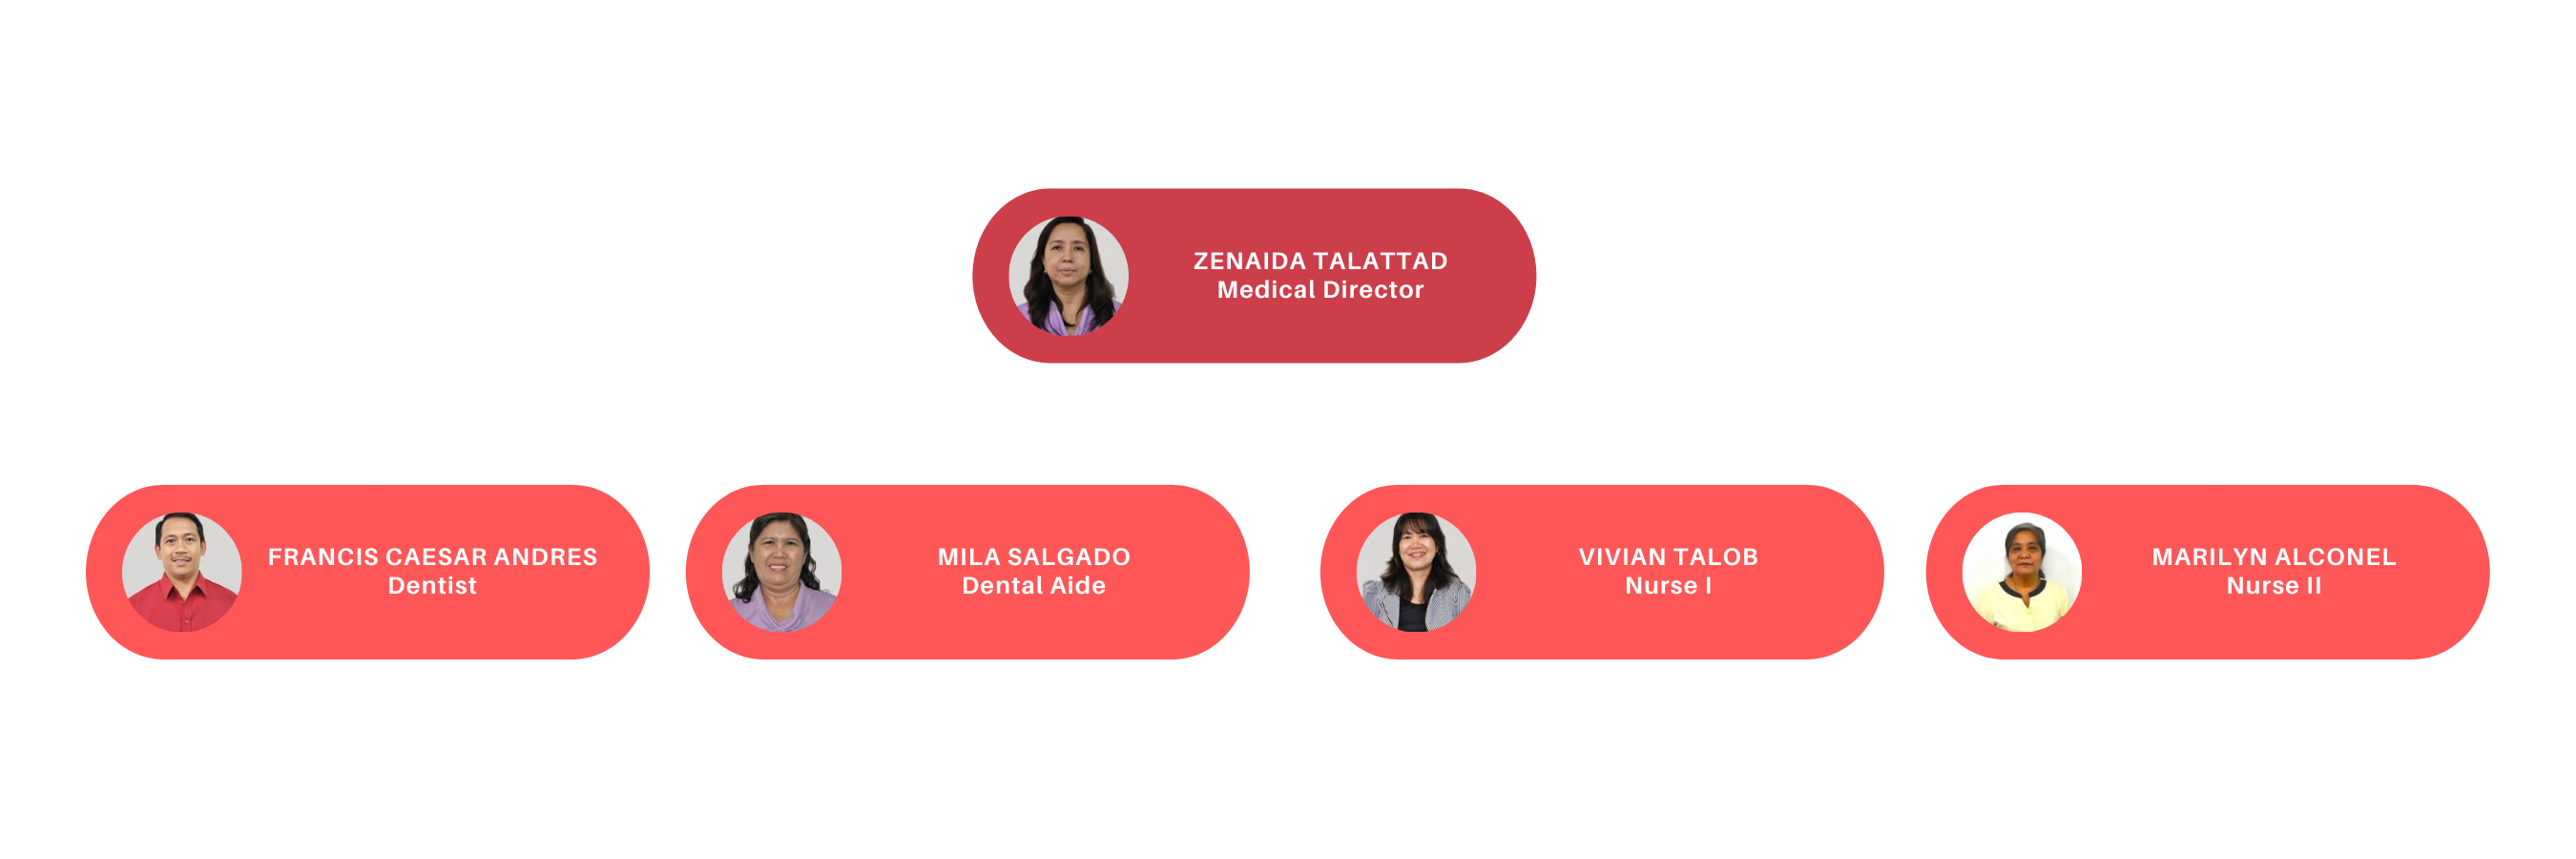 ZENAIDA TALATTAD
Medical Director
FRANCIS CAESAR ANDRES
Dentist
MILA SALGADO
Dental Aide
VIVIAN TALOB
Nurse I
MARILYN ALCONEL
Nurse II